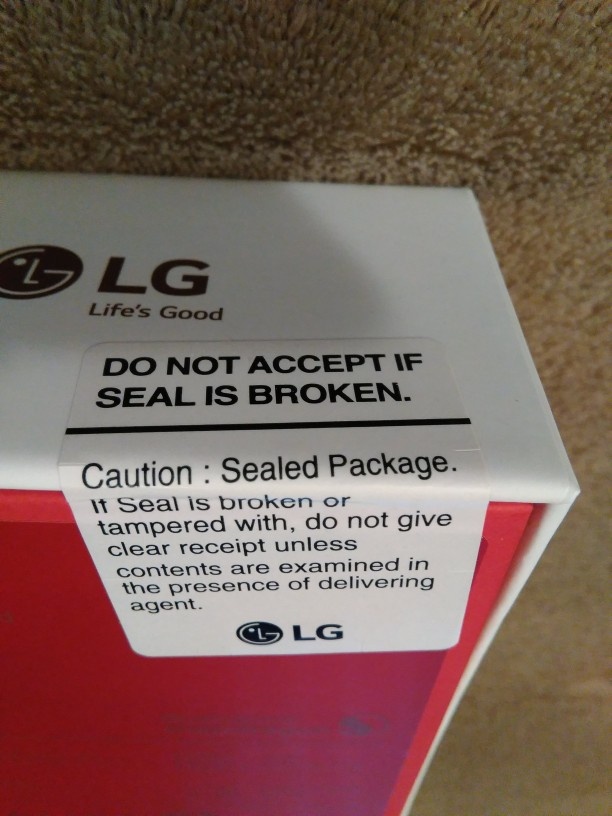 LG
Life's Good
DO NOT ACCEPT IF
SEAL IS BROKEN.
Caution : Sealed Package.
If Seal is broken or
tampered with, do not give
clear receipt unless
contents are examined in
the presence of delivering
agent.
LG